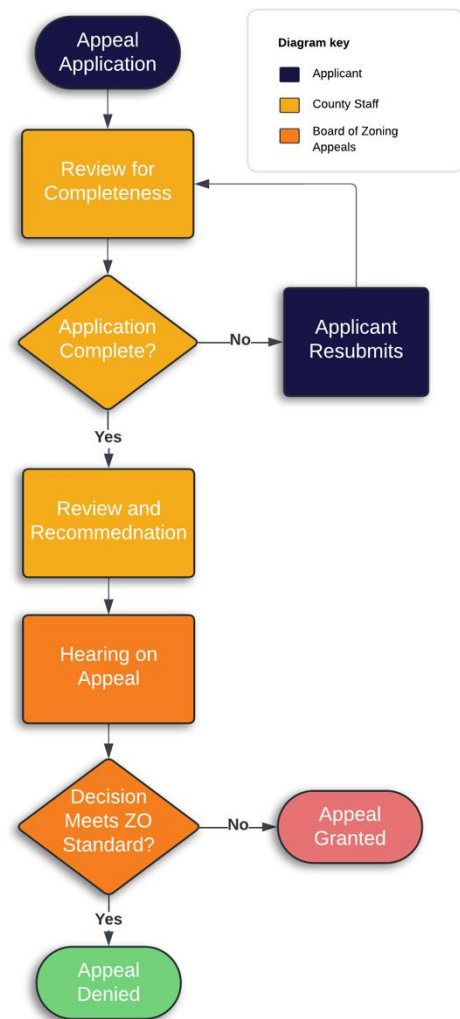 Appeal
Application
Diagram key
Applicant
County Staff
Board of Zoning
Appeals
Review for
Completeness
Application
Complete?
No
Applicant
Resubmits
Yes
Review and
Recommednation
Hearing on
Appeal
Decision
Meets ZO
Standard?
No
Appeal
Granted
Yes
Appeal
Denied